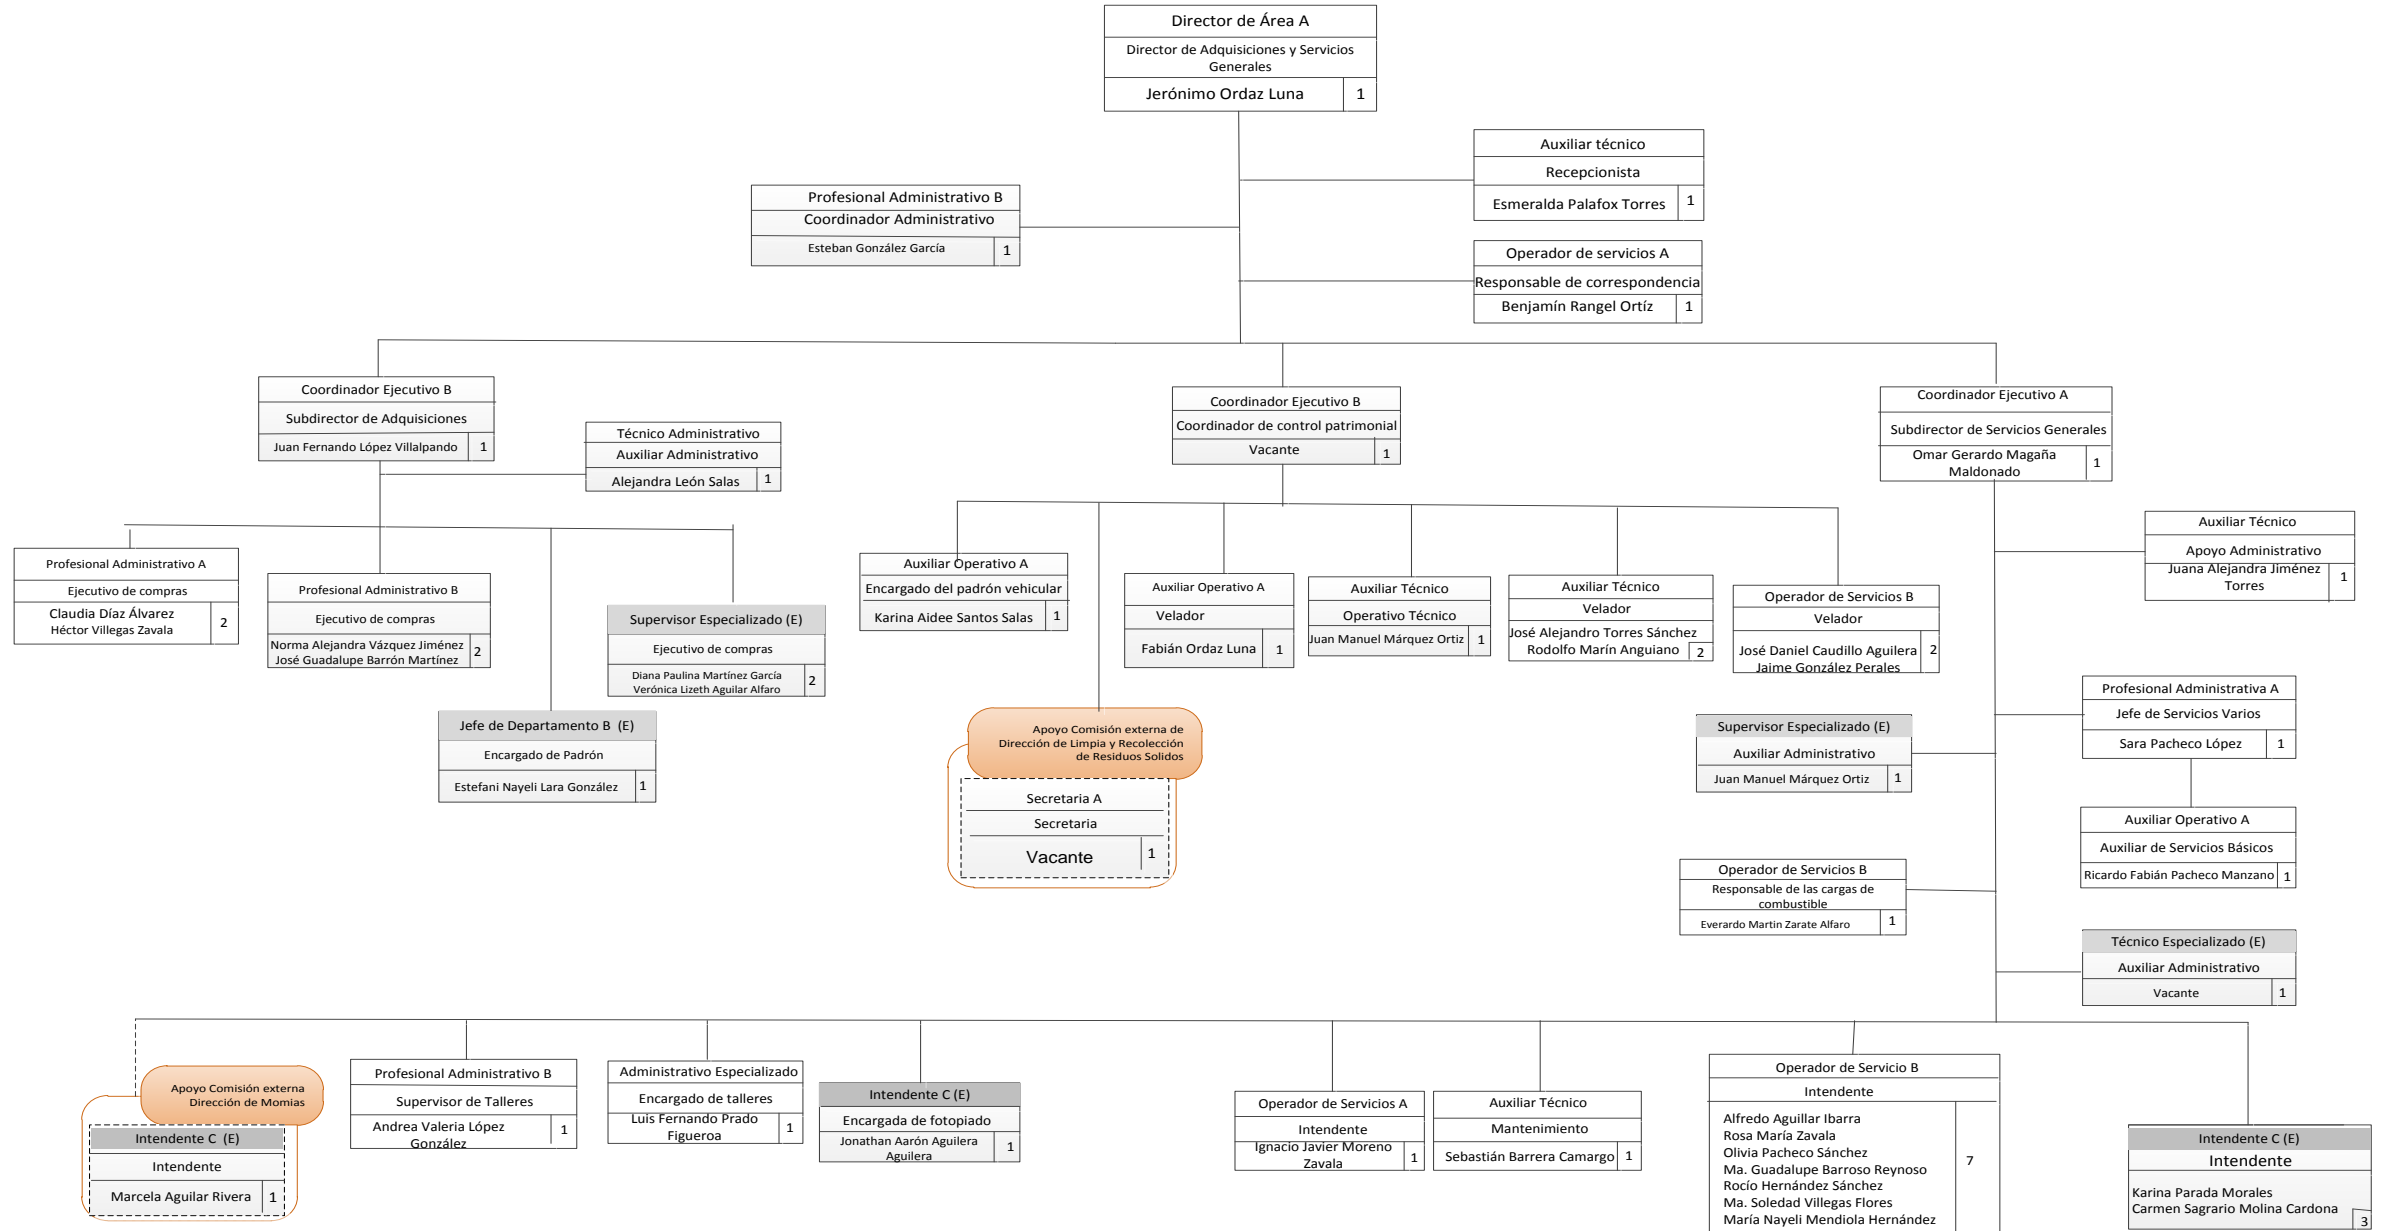 Director de Área A
Director de Adquisiciones y Servicios
Generales
Jerónimo Ordaz Luna
1
Auxiliar técnico
Recepcionista
Esmeralda Palafox Torres
1
Profesional Administrativo B
Coordinador Administrativo
Esteban González García
1
Operador de servicios A
Responsable de correspondencia
Benjamín Rangel Ortíz
1
Coordinador Ejecutivo B
Subdirector de Adquisiciones
Juan Fernando López Villalpando
1
Técnico Administrativo
Auxiliar Administrativo
Alejandra León Salas
1
Coordinador Ejecutivo B
Coordinador de control patrimonial
Vacante
1
Coordinador Ejecutivo A
Subdirector de Servicios Generales
Omar Gerardo Magaña
Maldonado
1
Auxiliar Técnico
Apoyo Administrativo
Juana Alejandra Jiménez
Torres
1
Profesional Administrativo A
Ejecutivo de compras
Claudia Díaz Álvarez
Héctor Villegas Zavala
2
Profesional Administrativo B
Ejecutivo de compras
Norma Alejandra Vázquez Jiménez
José Guadalupe Barrón Martínez
2
Supervisor Especializado (E)
Ejecutivo de compras
Diana Paulina Martínez García
Verónica Lizeth Aguilar Alfaro
2
Jefe de Departamento B (E)
Encargado de Padrón
Estefani Nayeli Lara González
1
Auxiliar Operativo A
Encargado del padrón vehicular
Karina Aidee Santos Salas
1
Auxiliar Operativo A
Velador
Fabián Ordaz Luna
1
Auxiliar Técnico
Operativo Técnico
Juan Manuel Márquez Ortiz
1
Auxiliar Técnico
Velador
José Alejandro Torres Sánchez
Rodolfo Marín Anguiano
2
Operador de Servicios B
Velador
José Daniel Caudillo Aguilera
Jaime González Perales
2
Apoyo Comisión externa de
Dirección de Limpia y Recolección
de Residuos Solidos
Secretaria A
Secretaria
Vacante
1
Supervisor Especializado (E)
Auxiliar Administrativo
Juan Manuel Márquez Ortiz
1
Profesional Administrativa A
Jefe de Servicios Varios
Sara Pacheco López
1
Auxiliar Operativo A
Auxiliar de Servicios Básicos
Ricardo Fabián Pacheco Manzano
1
Operador de Servicios B
Responsable de las cargas de
combustible
Everardo Martin Zarate Alfaro
1
Técnico Especializado (E)
Auxiliar Administrativo
Vacante
1
Apoyo Comisión externa
Dirección de Momias
Intendente C (E)
Intendente
Marcela Aguilar Rivera
1
Profesional Administrativo B
Supervisor de Talleres
Andrea Valeria López
González
1
Administrativo Especializado
Encargado de talleres
Luis Fernando Prado
Figueroa
1
Intendente C (E)
Encargada de fotopiado
Jonathan Aarón Aguilera
Aguilera
1
Operador de Servicios A
Intendente
Ignacio Javier Moreno
Zavala
1
Auxiliar Técnico
Mantenimiento
Sebastián Barrera Camargo
1
Operador de Servicio B
Intendente
Alfredo Aguillar Ibarra
Rosa María Zavala
Olivia Pacheco Sánchez
Ma. Guadalupe Barroso Reynoso
Rocío Hernández Sánchez
Ma. Soledad Villegas Flores
María Nayeli Mendiola Hernández
7
Intendente C (E)
Intendente
Karina Parada Morales
Carmen Sagrario Molina Cardona
3